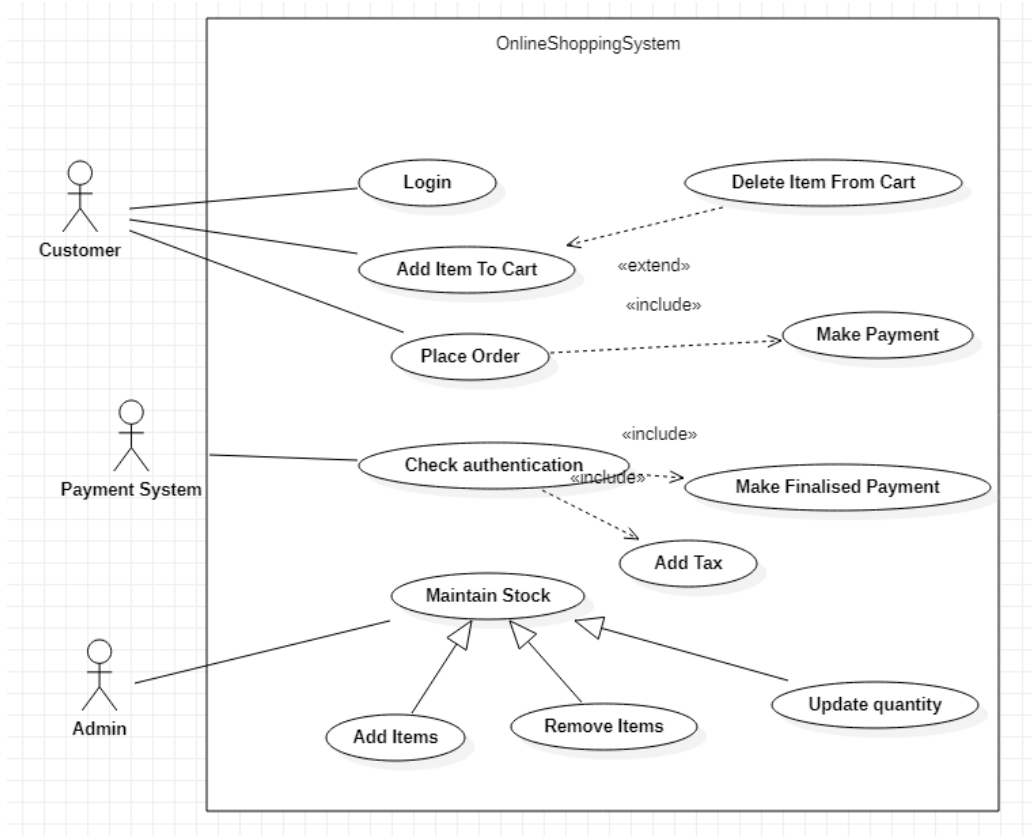 OnlineShoppingSystem
Login
Delete Item From Cart
Customer
Add Item To Cart
«extend»
«include»
Place Order
Make Payment
«include»
Check authentication
«include»
Payment System
Make Finalised Payment
Add Tax
Maintain Stock
Update quantity
Admin
Add Items
Remove Items